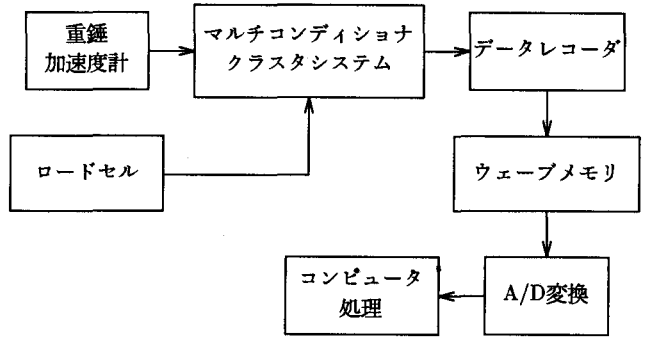 重錘
加速度計
マルチコンディショナ
クラスタシステム
データレコーダ
ロードセル
ウェーブメモリ
コンピュータ
処理
A/D変換